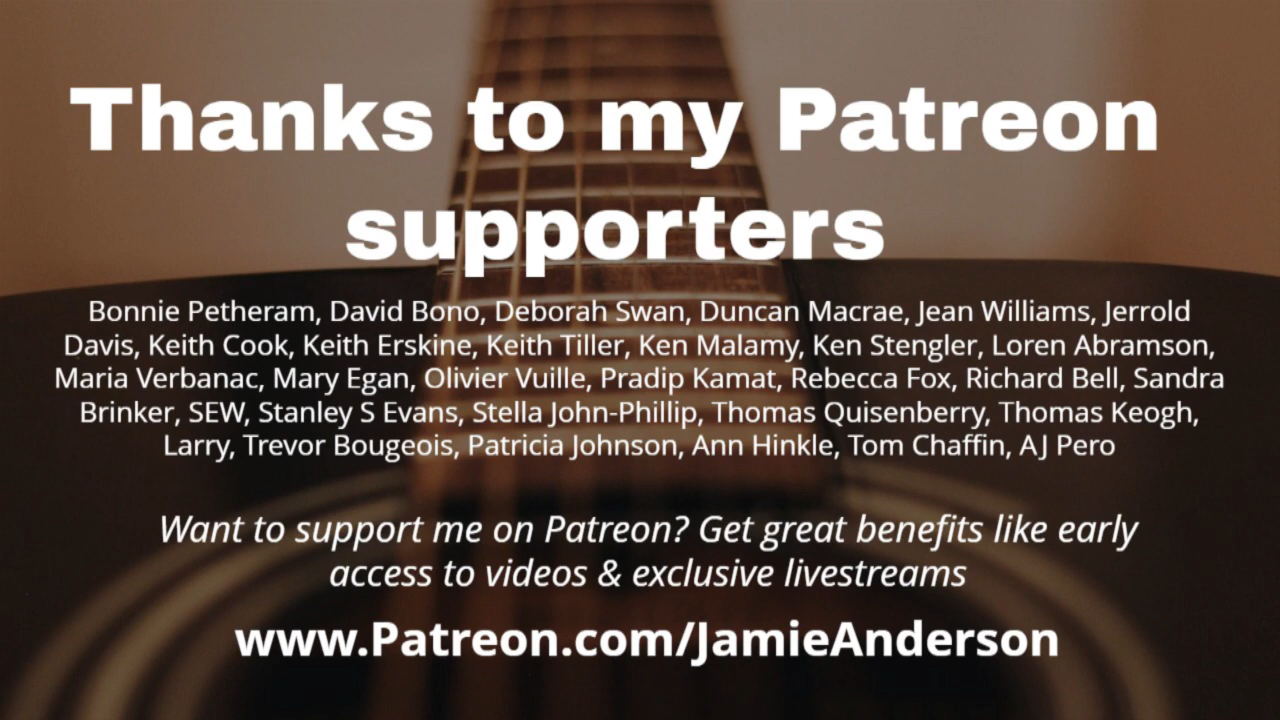 Thanks to my Patreon
supporters
Bonnie Petheram, David Bono, Deborah Swan, Duncan Macrae, Jean Williams, Jerrold
Davis, Keith Cook, Keith Erskine, Keith Tiller, Ken Malamy, Ken Stengler, Loren Abramson,
Maria Verbanac, Mary Egan, Olivier Vuille, Pradip Kamat, Rebecca Fox, Richard Bell, Sandra
Brinker, SEW, Stanley S Evans, Stella John-Phillip, Thomas Quisenberry, Thomas Keogh,
Larry, Trevor Bougeois, Patricia Johnson, Ann Hinkle, Tom Chaffin, AJ Pero
Want to support me on Patreon? Get great benefits like early
access to videos & exclusive livestreams
www.Patreon.com/JamieAnderson